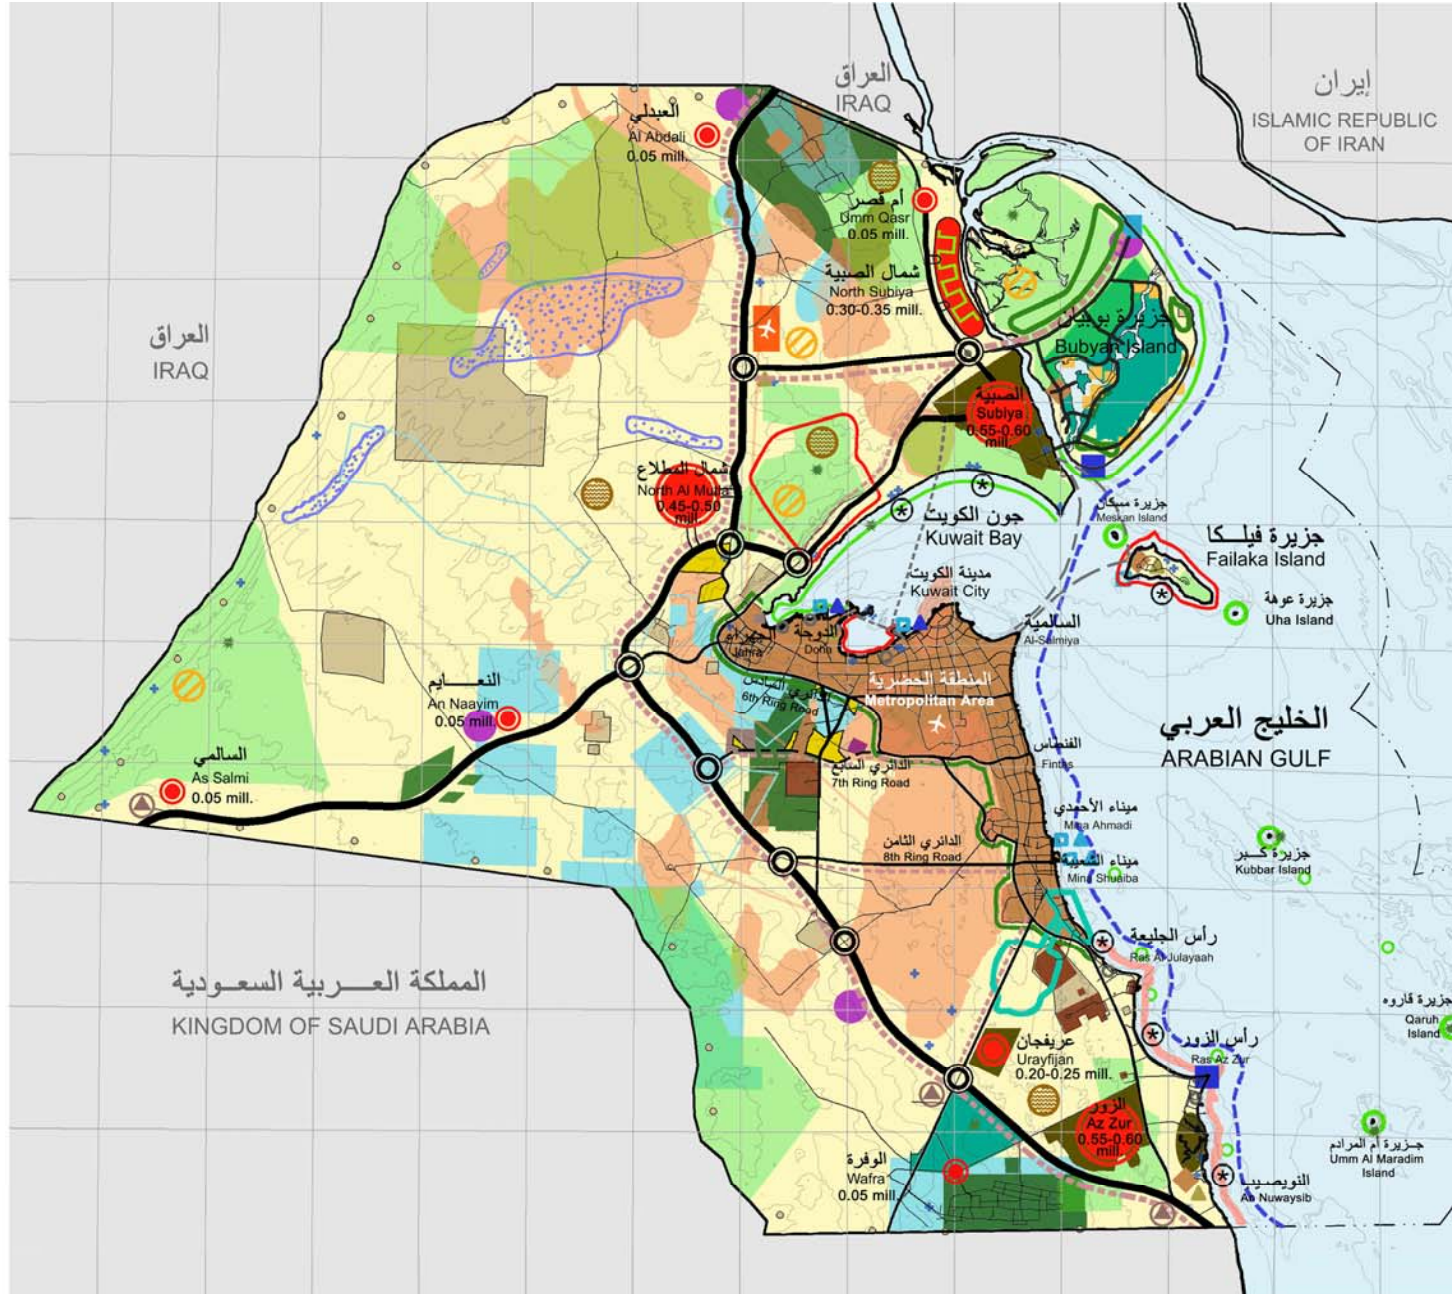 العراق
IRAQ
إيران
ISLAMIC REPUBLIC
OF IRAN
العبدلي
Al Abdali
0.05 mill.
أم قصر
Umm Qasr
0.05 mill.
شمال الصبية
North Subiya
0.30-0.35 mill.
العراق
IRAQ
جزيرة بوبيان
Bubyan Island
الصبية
Subiya
0.55-0.60
mill.
شمال المطلاع
North Al Mutla
0.45-0.50
mill.
جون الكويت
Kuwait Bay
جزيرة مسكان
Meskan Island
جزيرة فيلكا
Failaka Island
مدينة الكويت
Kuwait City
جزيرة عوهة
Uha Island
السالمية
Al-Salmiya
الجهراء
Jahra
الدوحة
Doha
المنطقة الحضرية
Metropolitan Area
الدائري السادس
6th Ring Road
النعـــايم
An Naayim
0.05 mill.
الخليج العربي
ARABIAN GULF
السالمي
As Salmi
0.05 mill.
الفنطاس
Fintas
الدائري السابع
7th Ring Road
ميناء الأحمدي
Mina Ahmadi
الدائري الثامن
8th Ring Road
ميناء الشعيبة
Mina Shuaiba
جزيرة كـــبر
Kubbar Island
رأس الجليعة
Ras Al-Julayaah
المملكة العـــربية السعــودية
KINGDOM OF SAUDI ARABIA
جزيرة قاروه
Qaruh
Island
عريفجان
Urayfijan
0.20-0.25 mill.
رأس الزور
Ras Az Zur
الزور
Az Zur
0.55-0.60
mill.
جـزيرة أم المرادم
Umm Al Maradim
Island
الوفرة
Wafra
0.05 mill.
النويصيب
An Nuwaysib